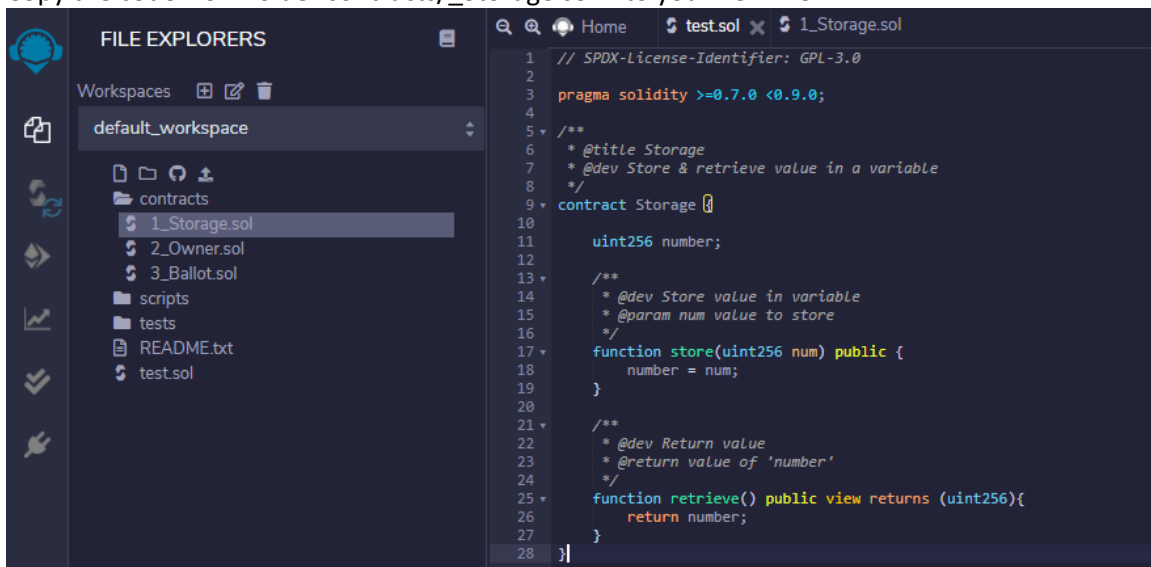 FILE EXPLORERS
Workspaces
default_workspace
contracts
1_Storage.sol
2_Owner.sol
3_Ballot.sol
scripts
tests
README.txt
test.sol
Home test.sol 1_Storage.sol
1 // SPDX-License-Identifier: GPL-3.0
2
3 pragma solidity >=0.7.0 <0.9.0;
4
5 /**
6 * @title Storage
7 * @dev Store & retrieve value in a variable
8 */
9 contract Storage {
10
11 uint256 number;
12
13 /**
14 * @dev Store value in variable
15 * @param num value to store
16 */
17 function store(uint256 num) public {
18 number = num;
19 }
20
21 /**
22 * @dev Return value
23 * @return value of 'number'
24 */
25 function retrieve() public view returns (uint256){
26 return number;
27 }
28 }